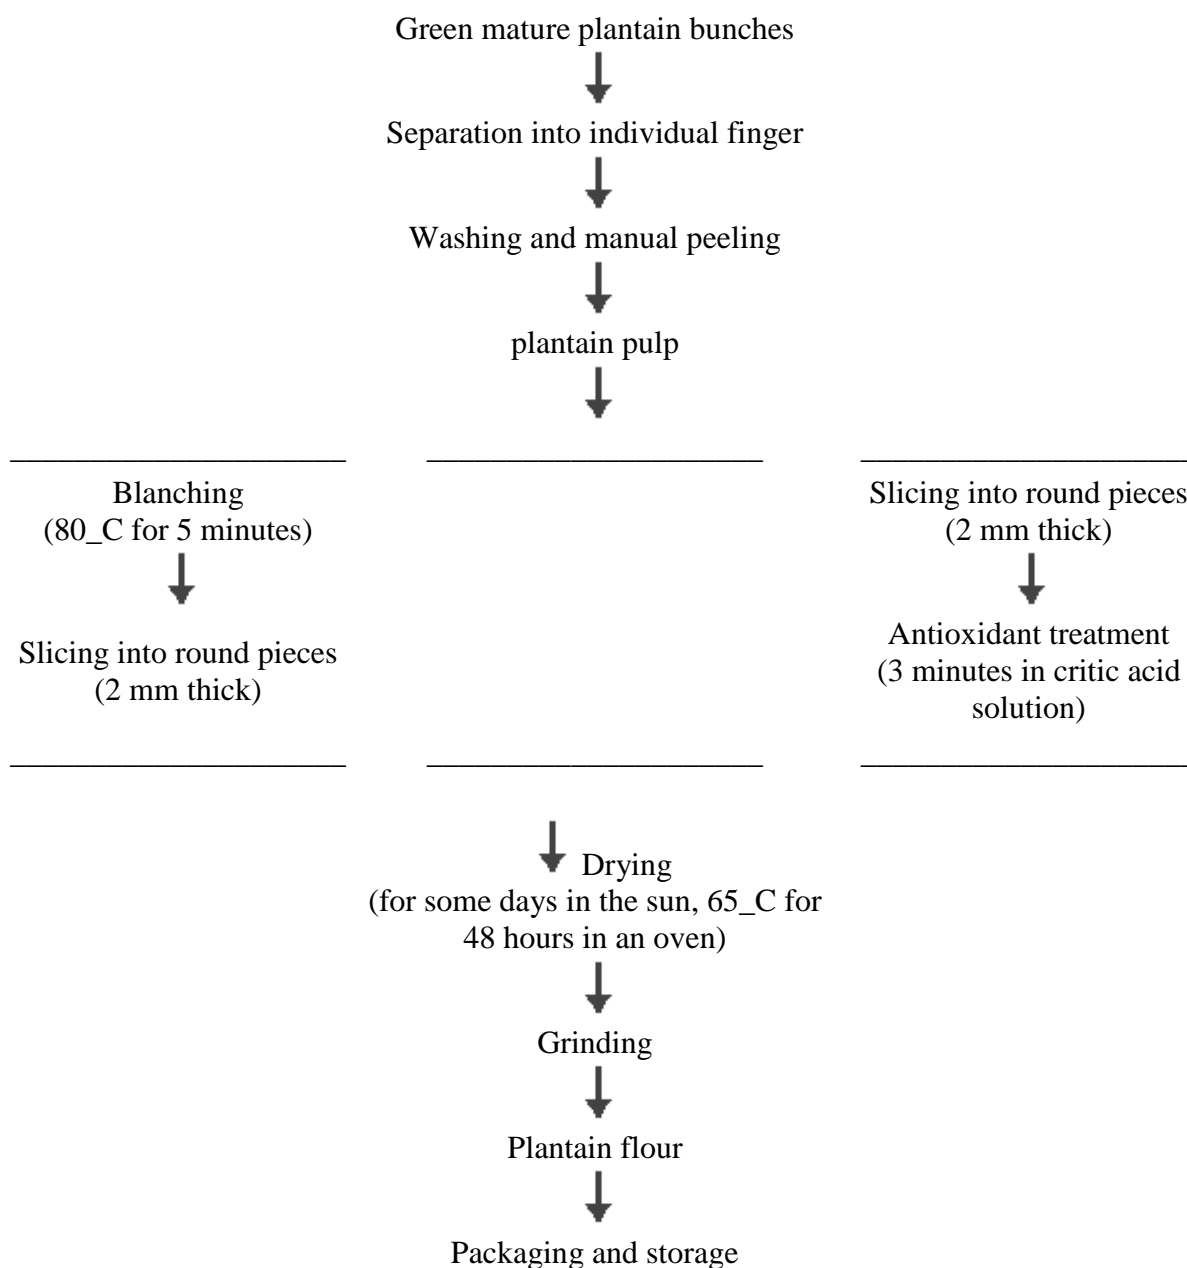 Green mature plantain bunches
Separation into individual finger
Washing and manual peeling
plantain pulp
Blanching
(80_C for 5 minutes)
Slicing into round pieces
(2 mm thick)
Slicing into round pieces
(2 mm thick)
Antioxidant treatment
(3 minutes in critic acid
solution)
Drying
(for some days in the sun, 65_C for
48 hours in an oven)
Grinding
Plantain flour
Packaging and storage